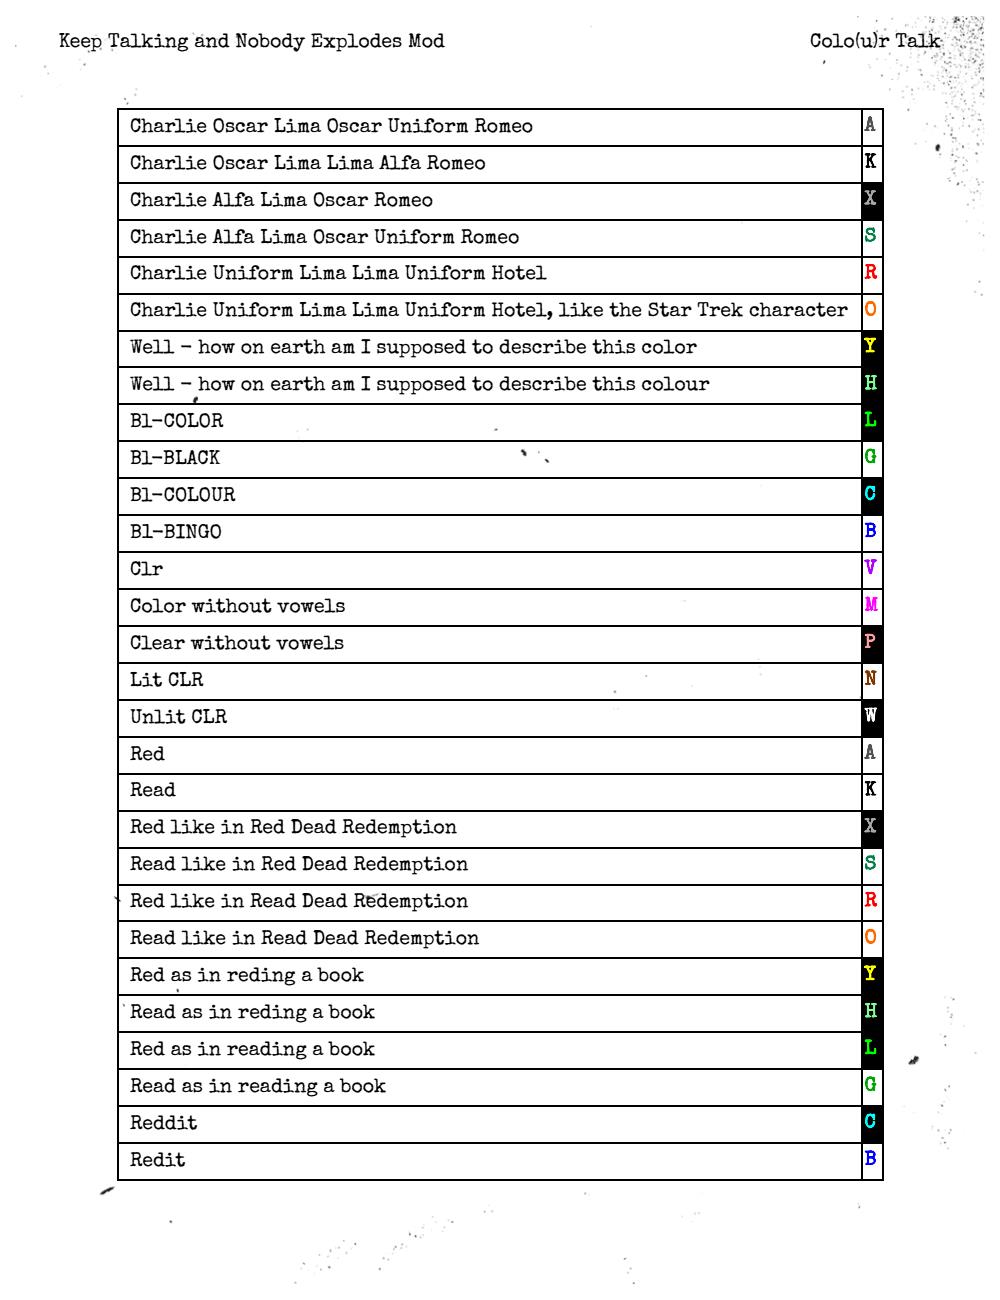 Keep Talking and Nobody Explodes Mod Colo(u)r Talk
Charlie Oscar Lima Oscar Uniform Romeo A
Charlie Oscar Lima Lima Alfa Romeo K
Charlie Alfa Lima Oscar Romeo X
Charlie Alfa Lima Oscar Uniform Romeo S
Charlie Uniform Lima Lima Uniform Hotel R
Charlie Uniform Lima Lima Uniform Hotel, like the Star Trek character O
Well – how on earth am I supposed to describe this color Y
Well – how on earth am I supposed to describe this colour H
Bl-COLOR L
Bl-BLACK G
Bl-COLOUR C
Bl-BINGO B
Clr V
Color without vowels M
Clear without vowels P
Lit CLR N
Unlit CLR W
Red A
Read K
Red like in Red Dead Redemption X
Read like in Red Dead Redemption S
Red like in Read Dead Redemption R
Read like in Read Dead Redemption O
Red as in reding a book Y
Read as in reding a book H
Red as in reading a book L
Read as in reading a book G
Reddit C
Redit B